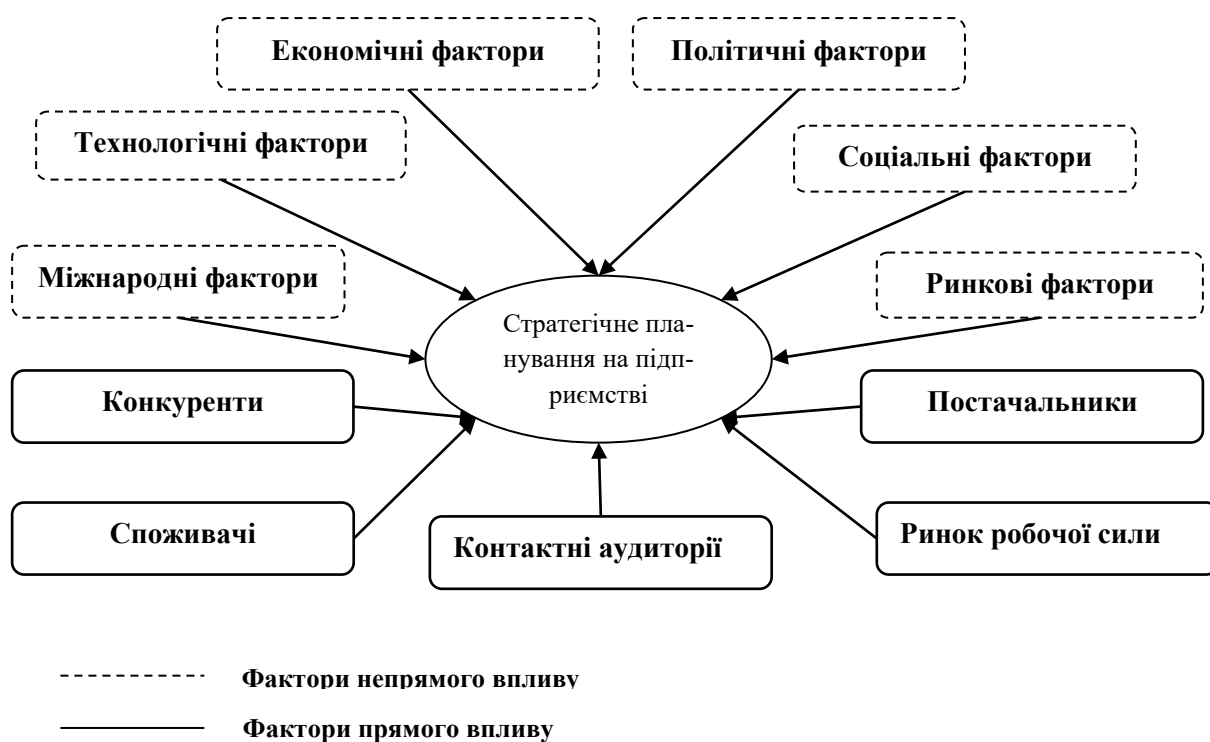 Економічні фактори
Політичні фактори
Технологічні фактори
Соціальні фактори
Міжнародні фактори
Ринкові фактори
Стратегічне пла-
нування на підп-
риємстві
Конкуренти
Постачальники
Споживачі
Контактні аудиторії
Ринок робочої сили
Фактори непрямого впливу
Фактори прямого впливу